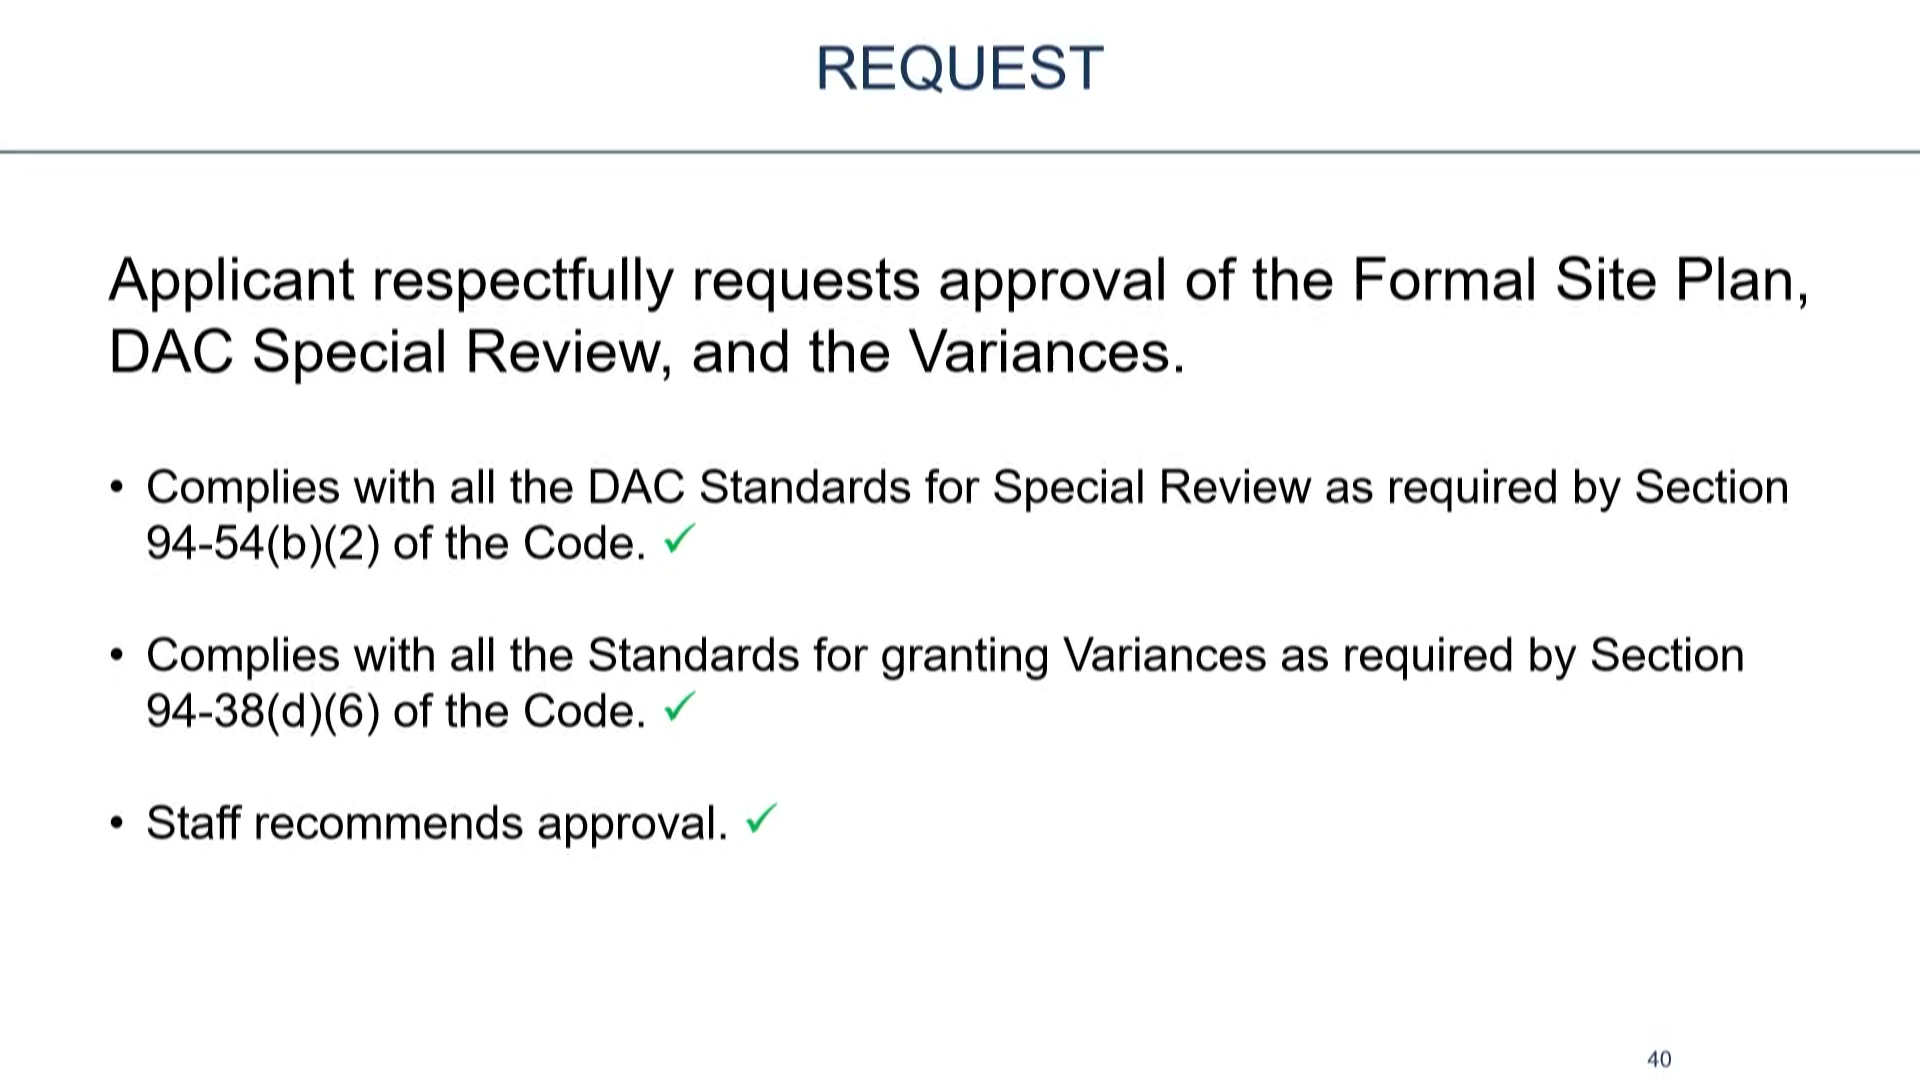 REQUEST
Applicant respectfully requests approval of the Formal Site Plan,
DAC Special Review, and the Variances.
• Complies with all the DAC Standards for Special Review as required by Section
94-54(b)(2) of the Code. ✓
• Complies with all the Standards for granting Variances as required by Section
94-38(d)(6) of the Code. ✓
• Staff recommends approval. ✓
40